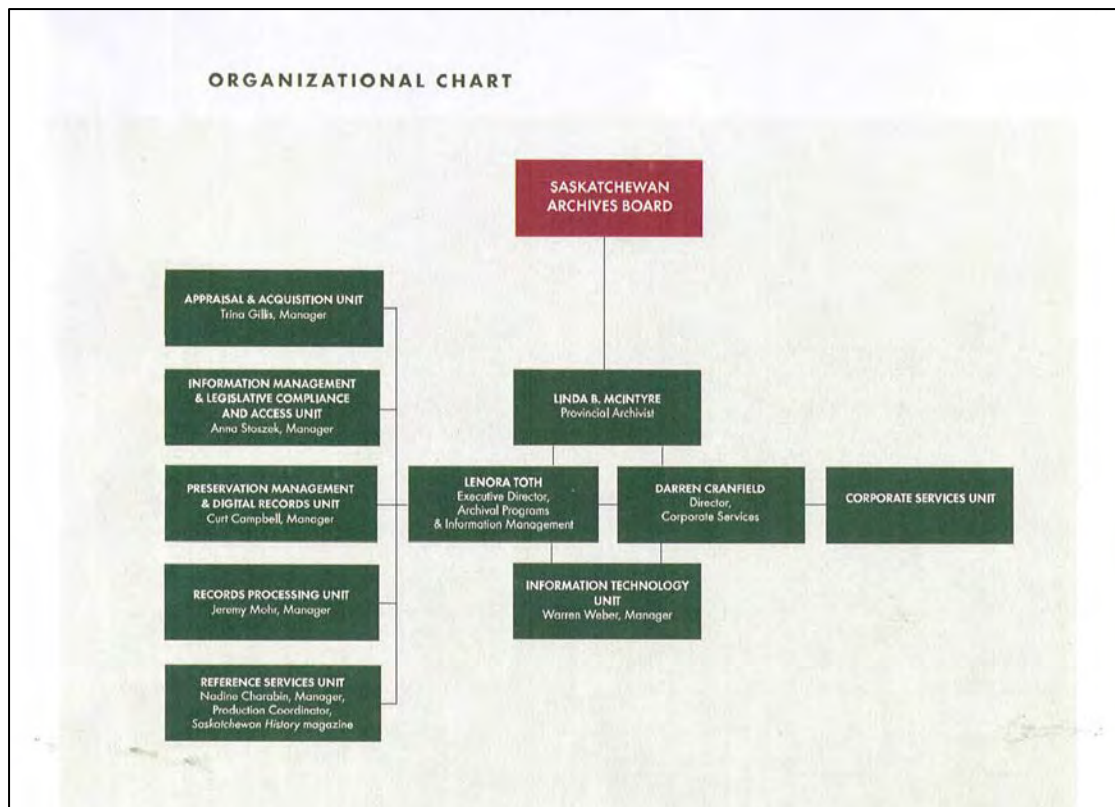 ORGANIZATIONAL CHART
SASKATCHEWAN
ARCHIVES BOARD
APPRAISAL & ACQUISITION UNIT
Trina Gillis, Manager
INFORMATION MANAGEMENT
& LEGISLATIVE COMPLIANCE
AND ACCESS UNIT
Anna Stoszek, Manager
PRESERVATION MANAGEMENT
& DIGITAL RECORDS UNIT
Curt Campbell, Manager
RECORDS PROCESSING UNIT
Jeremy Mohr, Manager
REFERENCE SERVICES UNIT
Nadine Charabin, Manager,
Production Coordinator,
Saskatchewan History magazine
LINDA B. MCINTYRE
Provincial Archivist
LENORA TOTH
Executive Director,
Archival Programs
& Information Management
DARREN CRANFIELD
Director,
Corporate Services
CORPORATE SERVICES UNIT
INFORMATION TECHNOLOGY
UNIT
Warren Weber, Manager